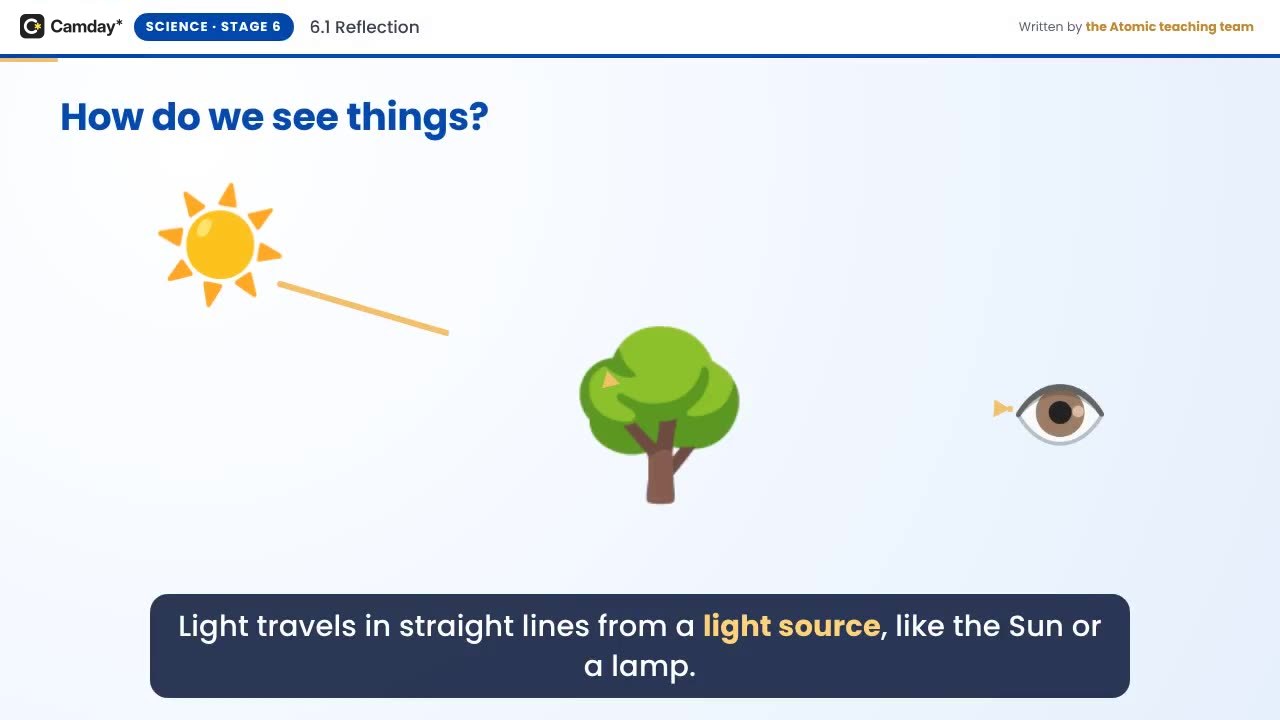 Camday*
SCIENCE · STAGE 6
6.1 Reflection
Written by the Atomic teaching team
How do we see things?
Light travels in straight lines from a light source, like the Sun or
a lamp.